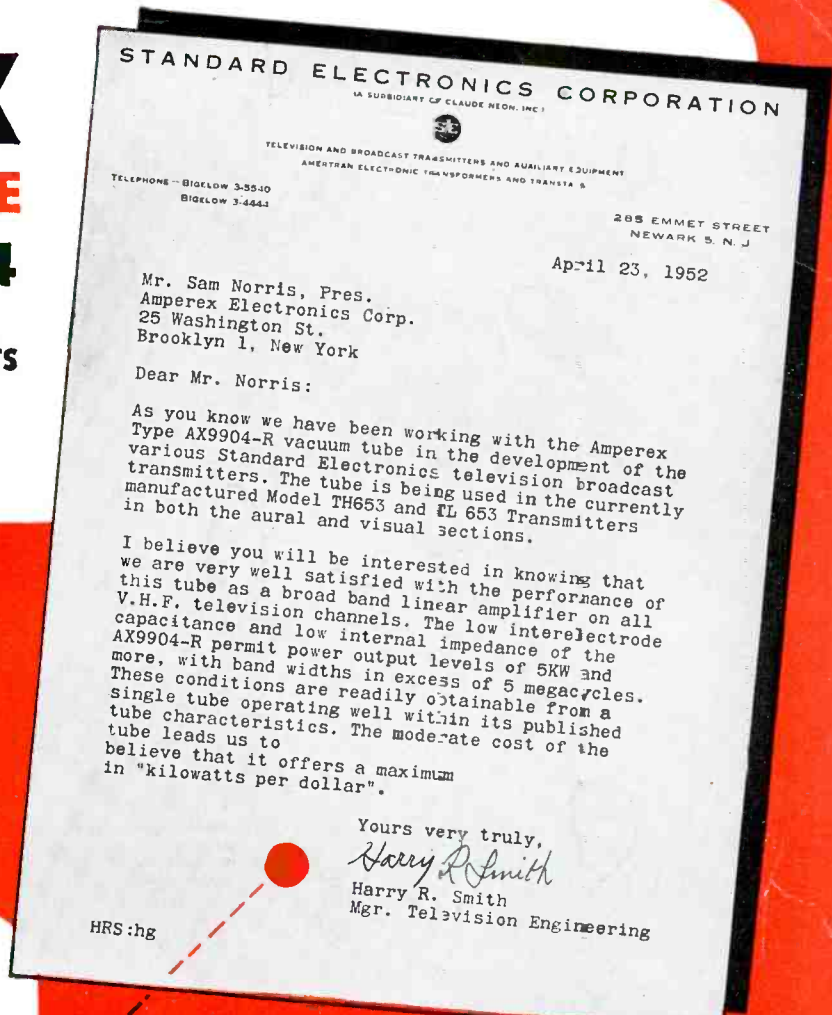 X
E
4
TS
STANDARD ELECTRONICS CORPORATION
(A SUBSIDIARY OF CLAUDE NEON, INC.)
se
TELEVISION AND BROADCAST TRANSMITTERS AND AUXILIARY EQUIPMENT
AMERTRAN ELECTRONIC TRANSFORMERS AND
TELEPHONE - BIGELOW 3-5540
BIGELOW 3-4444
285 EMMET STREET
NEWARK 5, N. J
April 23, 1952
Mr. Sam Norris, Pres.
Amperex Electronics Corp.
25 Washington St.
Brooklyn 1, New York
Dear Mr. Norris:
As you know we have been working with the Amperex
Type AX9904-R vacuum tube in the development of the
various Standard Electronics television broadcast
transmitters. The tube is being used in the currently
manufactured Model TH653 and TL 653 Transmitters
in both the aural and visual sections.
I believe you will be interested in knowing that
we are very well satisfied with the performance of
this tube as a broad band linear amplifier on all
V.H.F. television channels. The low interelectrode
capacitance and low internal impedance of the
AX9904-R permit power output levels of 5KW and
more, with band widths in excess of 5 megacycles.
These conditions are readily obtainable from a
single tube operating well within its published
tube characteristics. The moderate cost of the
tube leads us to
believe that it offers a maximum
in "kilowatts per dollar".
Yours very truly,
Harry R Smith
Harry R. Smith
Mgr. Television Engineering
HRS:hg